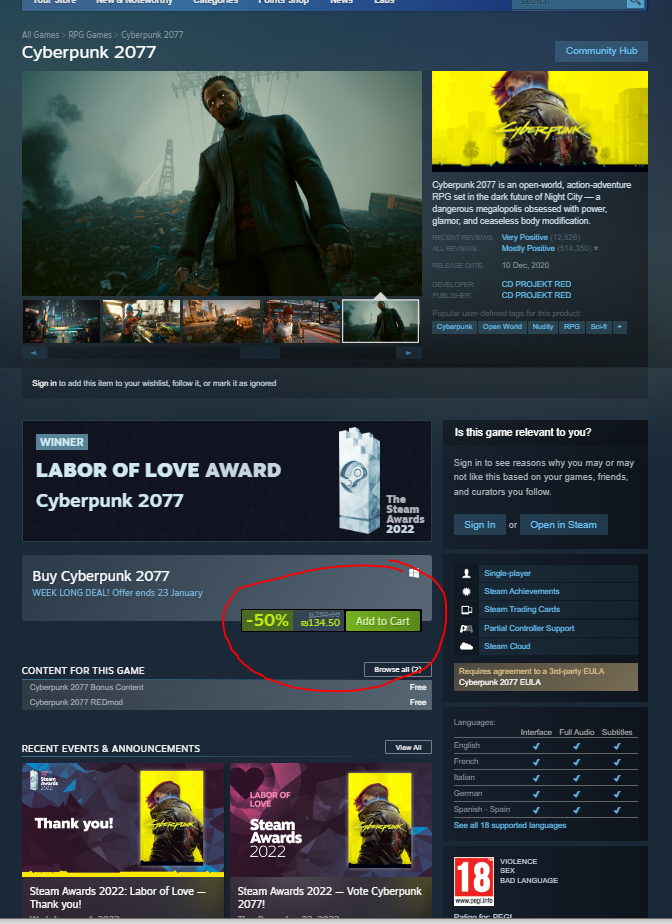 Your Store New & Noteworthy Categories Points Shop News Labs search
All Games > RPG Games > Cyberpunk 2077
Cyberpunk 2077
Community Hub
CYBERPUNK
Cyberpunk 2077 is an open-world, action-adventure
RPG set in the dark future of Night City — a
dangerous megalopolis obsessed with power,
glamor, and ceaseless body modification.
RECENT REVIEWS: Very Positive (12,526)
ALL REVIEWS: Mostly Positive (514,350) *
RELEASE DATE: 10 Dec, 2020
DEVELOPER: CD PROJEKT RED
PUBLISHER: CD PROJEKT RED
Popular user-defined tags for this product:
Cyberpunk Open World Nudity RPG Sci-fi +
Sign in to add this item to your wishlist, follow it, or mark it as ignored
WINNER
LABOR OF LOVE AWARD
Cyberpunk 2077
The
Steam
Awards
2022
Is this game relevant to you?
Sign in to see reasons why you may or may
not like this based on your games, friends,
and curators you follow.
Sign In or Open in Steam
Buy Cyberpunk 2077
WEEK LONG DEAL! Offer ends 23 January
-50%
₪134.50
Add to Cart
Single-player
Steam Achievements
Steam Trading Cards
Partial Controller Support
Steam Cloud
Requires agreement to a 3rd-party EULA
Cyberpunk 2077 EULA
CONTENT FOR THIS GAME Browse all (2)
Cyberpunk 2077 Bonus Content Free
Cyberpunk 2077 REDmod Free
Languages:
Interface Full Audio Subtitles
English ✔ ✔ ✔
French ✔ ✔ ✔
Italian ✔ ✔ ✔
German ✔ ✔ ✔
Spanish - Spain ✔ ✔ ✔
See all 18 supported languages
RECENT EVENTS & ANNOUNCEMENTS View All
The
Steam
Awards
2022
Thank you!
CYBERPUNK
LABOR OF
LOVE
The
Steam
Awards
2022
CYBERPUNK
Steam Awards 2022: Labor of Love —
Thank you!
Steam Awards 2022 — Vote Cyberpunk
2077!
18
www.pegi.info
VIOLENCE
SEX
BAD LANGUAGE
Rating for: PEGI